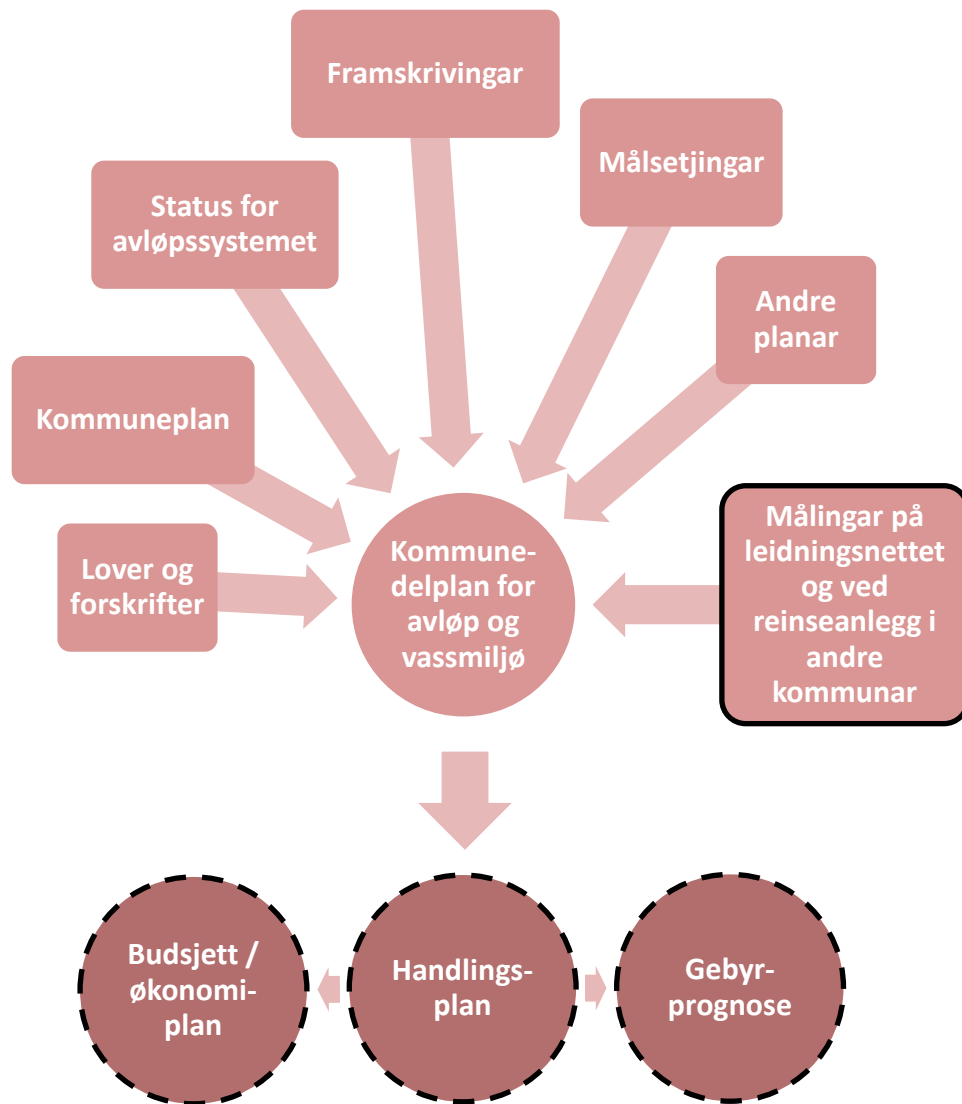 Framskrivingar
Målsetjingar
Status for
avløpssystemet
Andre
planar
Kommuneplan
Lover og
forskrifter
Kommune-
delplan for
avløp og
vassmiljø
Målingar på
leidningsnettet
og ved
reinseanlegg i
andre
kommunar
Budsjett /
økonomi-
plan
Handlings-
plan
Gebyr-
prognose